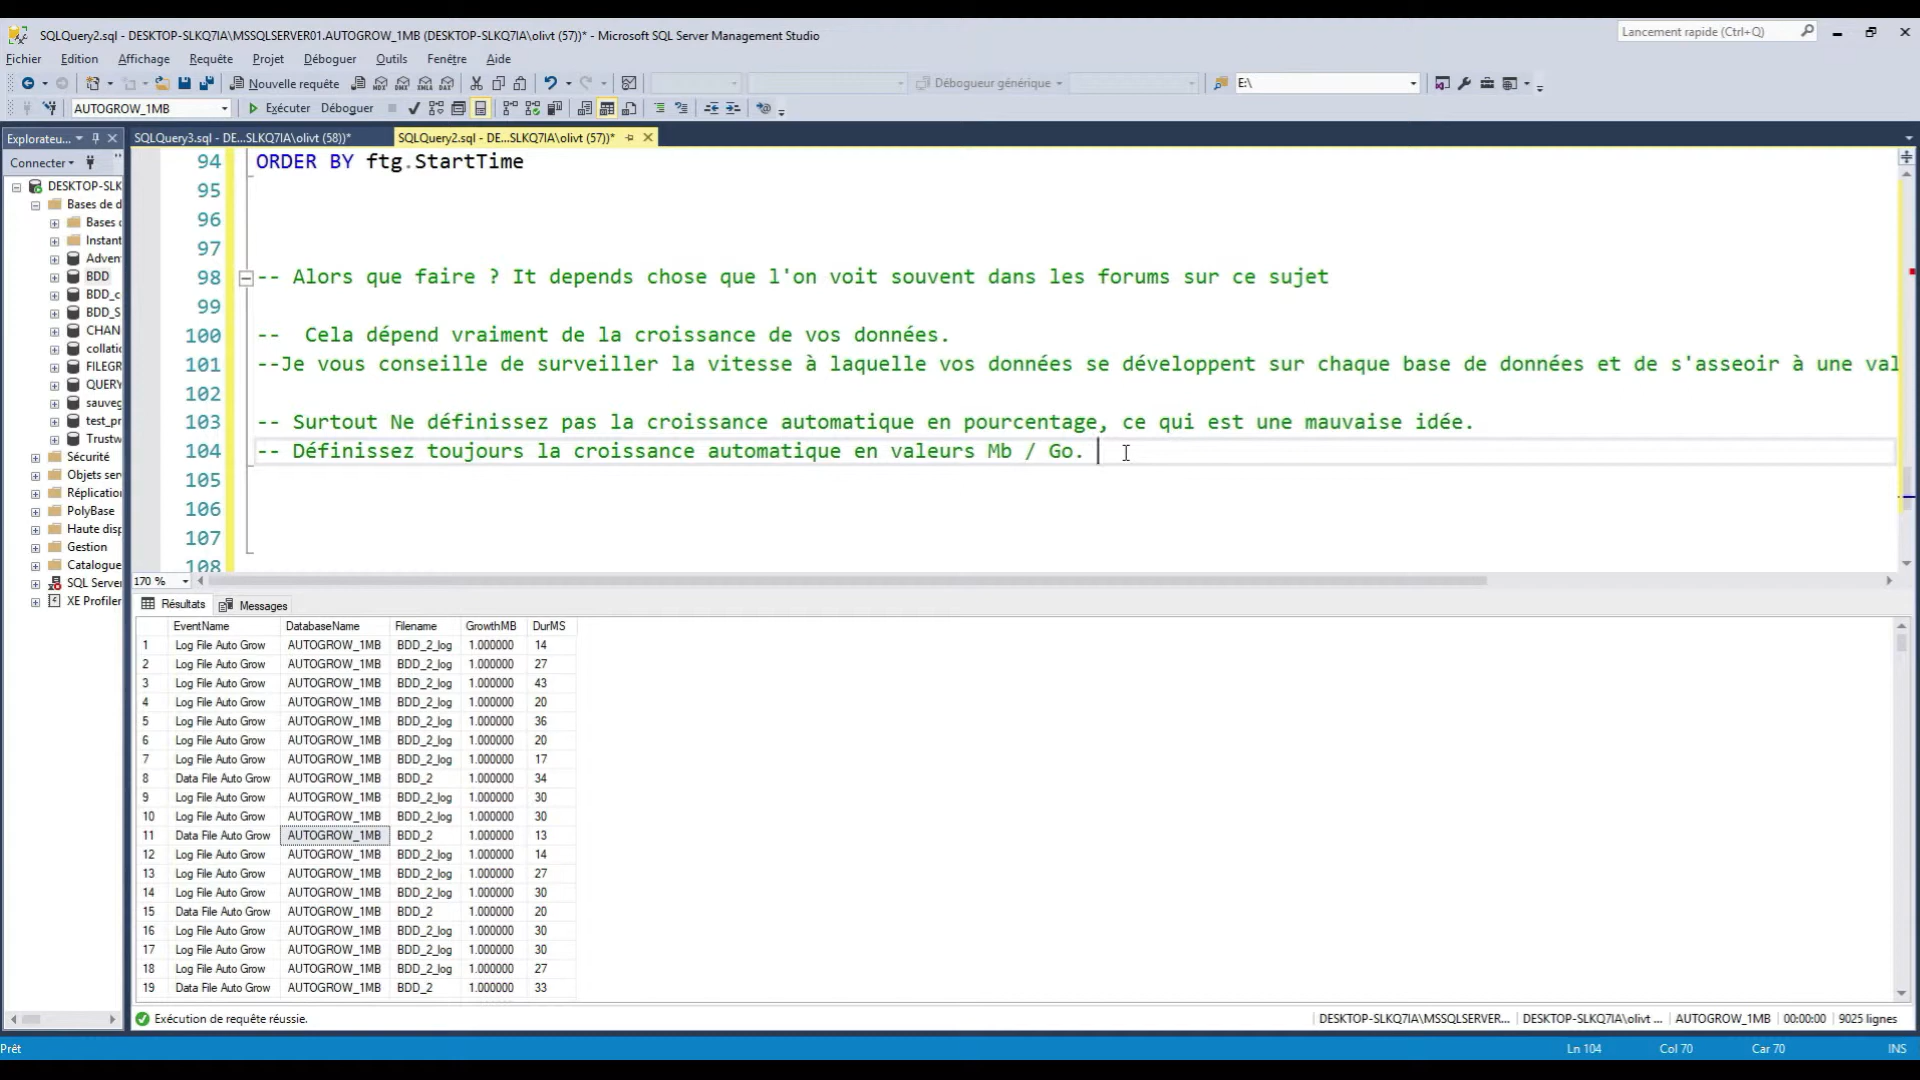 SQLQuery2.sql - DESKTOP-SLKQ7IA\MSSQLSERVER01.AUTOGROW_1MB (DESKTOP-SLKQ7IA\olivt (57))* - Microsoft SQL Server Management Studio
Lancement rapide (Ctrl+Q)
Fichier Edition Affichage Requête Projet Déboguer Outils Fenêtre Aide
Nouvelle requête Débogueur générique E:\
AUTOGROW_1MB Exécuter Déboguer
Explorateu... SQLQuery3.sql - DE...SLKQ7IA\olivt (58))* SQLQuery2.sql - DE...SLKQ7IA\olivt (57))*
Connecter
DESKTOP-SLK
Bases de d
Bases
Instant
Adven
BDD
BDD_c
BDD_S
CHAN
collati
FILEGR
QUERY
sauveg
test_pr
Trustw
Sécurité
Objets serv
Réplication
PolyBase
Haute disp
Gestion
Catalogue
SQL Server
XE Profiler
94 ORDER BY ftg.StartTime
95
96
97
98 -- Alors que faire ? It depends chose que l'on voit souvent dans les forums sur ce sujet
99
100 --  Cela dépend vraiment de la croissance de vos données.
101 --Je vous conseille de surveiller la vitesse à laquelle vos données se développent sur chaque base de données et de s'asseoir à une val
102
103 -- Surtout Ne définissez pas la croissance automatique en pourcentage, ce qui est une mauvaise idée.
104 -- Définissez toujours la croissance automatique en valeurs Mb / Go.
105
106
107
108
170 %
Résultats Messages
EventName DatabaseName Filename GrowthMB DurMS
1 Log File Auto Grow AUTOGROW_1MB BDD_2_log 1.000000 14
2 Log File Auto Grow AUTOGROW_1MB BDD_2_log 1.000000 27
3 Log File Auto Grow AUTOGROW_1MB BDD_2_log 1.000000 43
4 Log File Auto Grow AUTOGROW_1MB BDD_2_log 1.000000 20
5 Log File Auto Grow AUTOGROW_1MB BDD_2_log 1.000000 36
6 Log File Auto Grow AUTOGROW_1MB BDD_2_log 1.000000 20
7 Log File Auto Grow AUTOGROW_1MB BDD_2_log 1.000000 17
8 Data File Auto Grow AUTOGROW_1MB BDD_2 1.000000 34
9 Log File Auto Grow AUTOGROW_1MB BDD_2_log 1.000000 30
10 Log File Auto Grow AUTOGROW_1MB BDD_2_log 1.000000 30
11 Data File Auto Grow AUTOGROW_1MB BDD_2 1.000000 13
12 Log File Auto Grow AUTOGROW_1MB BDD_2_log 1.000000 14
13 Log File Auto Grow AUTOGROW_1MB BDD_2_log 1.000000 27
14 Log File Auto Grow AUTOGROW_1MB BDD_2_log 1.000000 30
15 Data File Auto Grow AUTOGROW_1MB BDD_2 1.000000 20
16 Log File Auto Grow AUTOGROW_1MB BDD_2_log 1.000000 30
17 Log File Auto Grow AUTOGROW_1MB BDD_2_log 1.000000 30
18 Log File Auto Grow AUTOGROW_1MB BDD_2_log 1.000000 27
19 Data File Auto Grow AUTOGROW_1MB BDD_2 1.000000 33
Exécution de requête réussie. DESKTOP-SLKQ7IA\MSSQLSERVER... DESKTOP-SLKQ7IA\olivt ... AUTOGROW_1MB 00:00:00 9025 lignes
Prêt Ln 104 Col 70 Car 70 INS